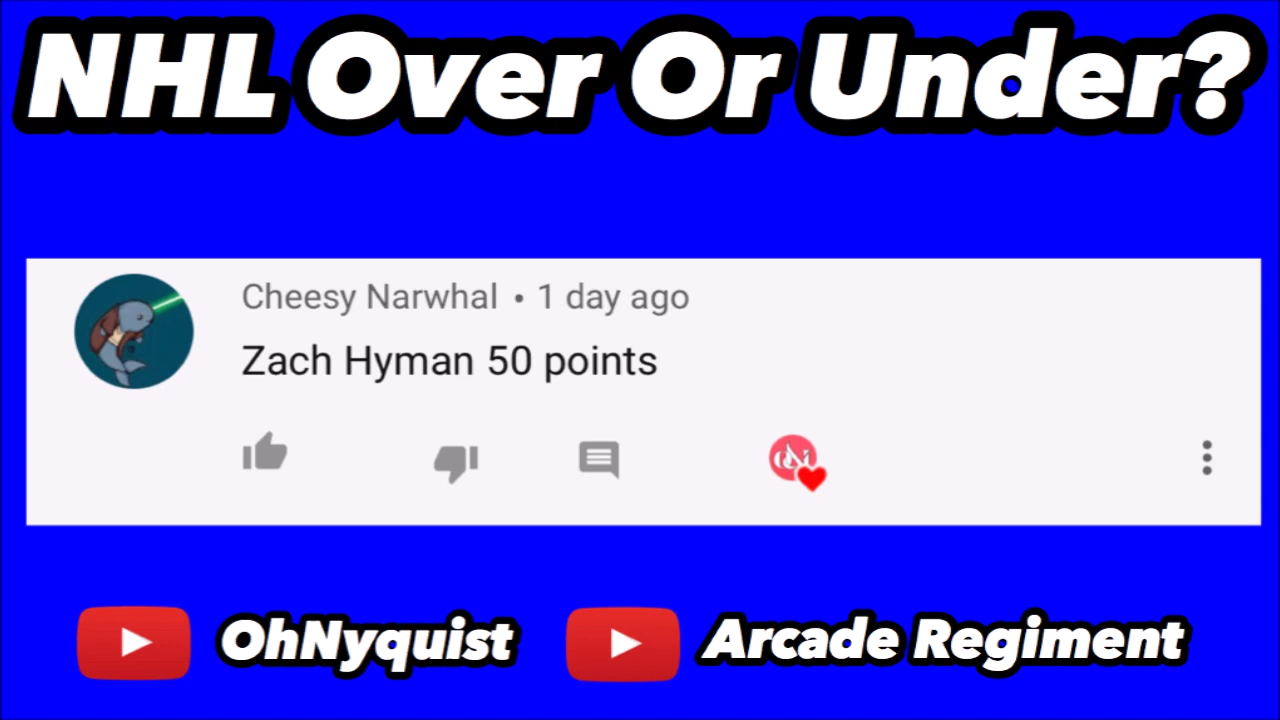 NHL Over Or Under?
Cheesy Narwhal • 1 day ago
Zach Hyman 50 points
OhNyquist
Arcade Regiment